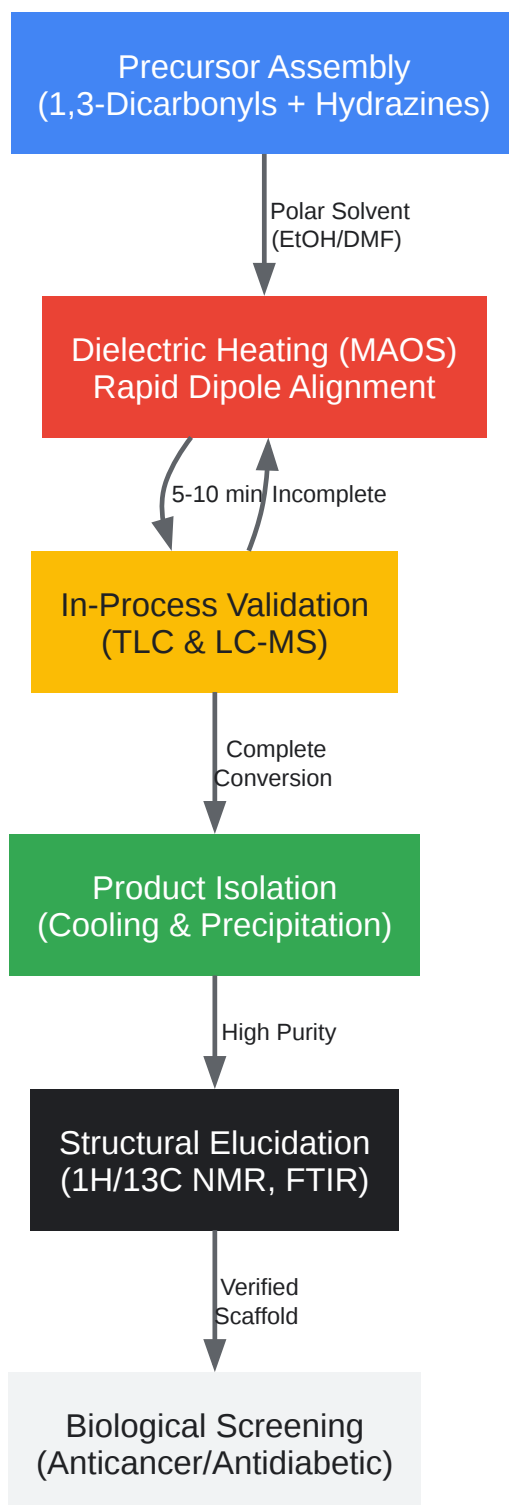 Precursor Assembly
(1,3-Dicarbonyls + Hydrazines)
Polar Solvent
(EtOH/DMF)
Dielectric Heating (MAOS)
Rapid Dipole Alignment
5-10 min
Incomplete
In-Process Validation
(TLC & LC-MS)
Complete
Conversion
Product Isolation
(Cooling & Precipitation)
High Purity
Structural Elucidation
(1H/13C NMR, FTIR)
Verified
Scaffold
Biological Screening
(Anticancer/Antidiabetic)